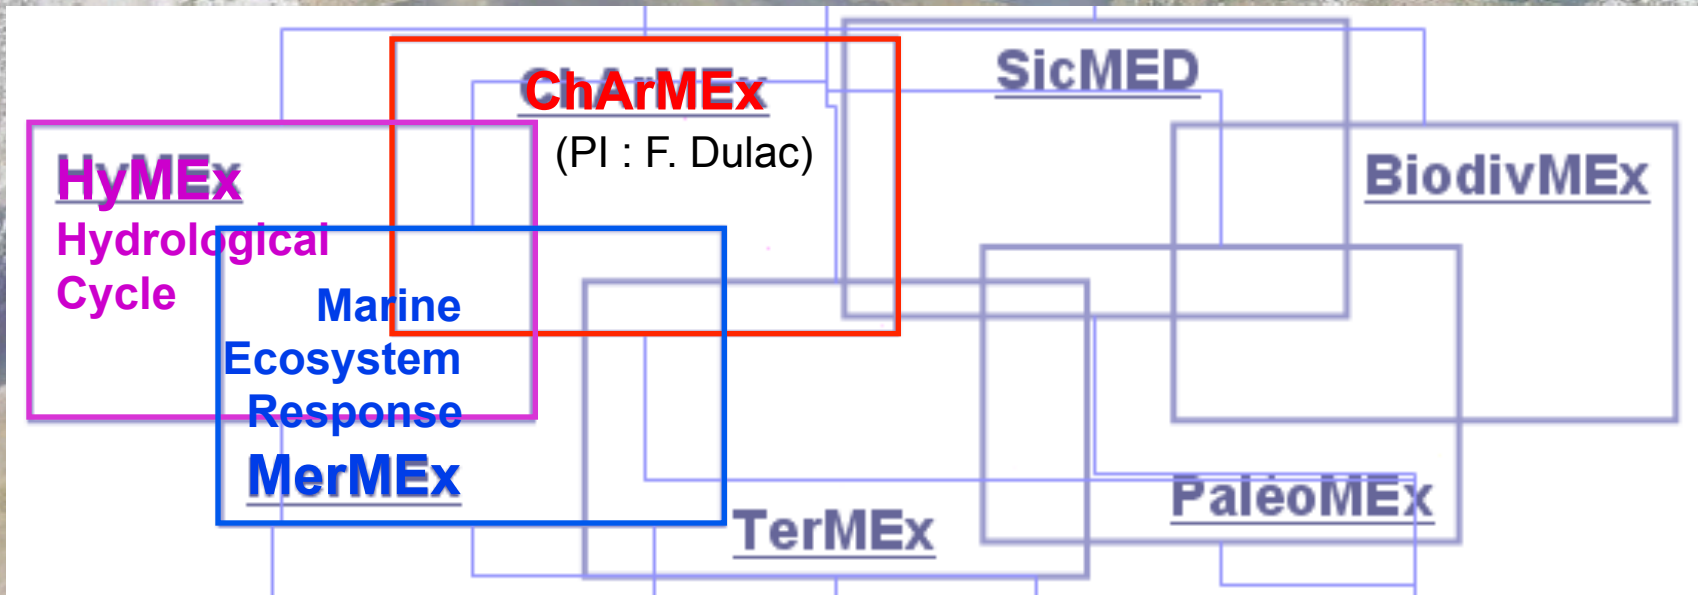 ChArMEx
(PI : F. Dulac)
SicMED
BiodivMEx
HyMEx
Hydrological
Cycle
Marine
Ecosystem
Response
MerMEx
TerMEx
PaléoMEx